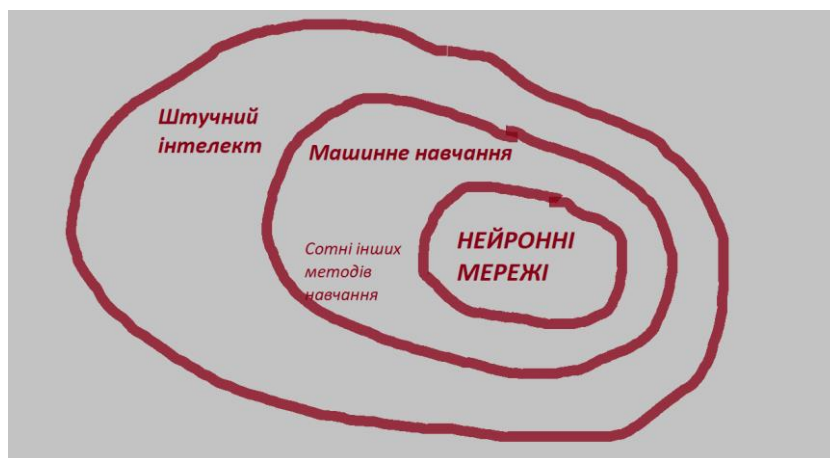 Штучний
інтелект
Машинне навчання
Сотні інших
методів
навчання
НЕЙРОННІ
МЕРЕЖІ